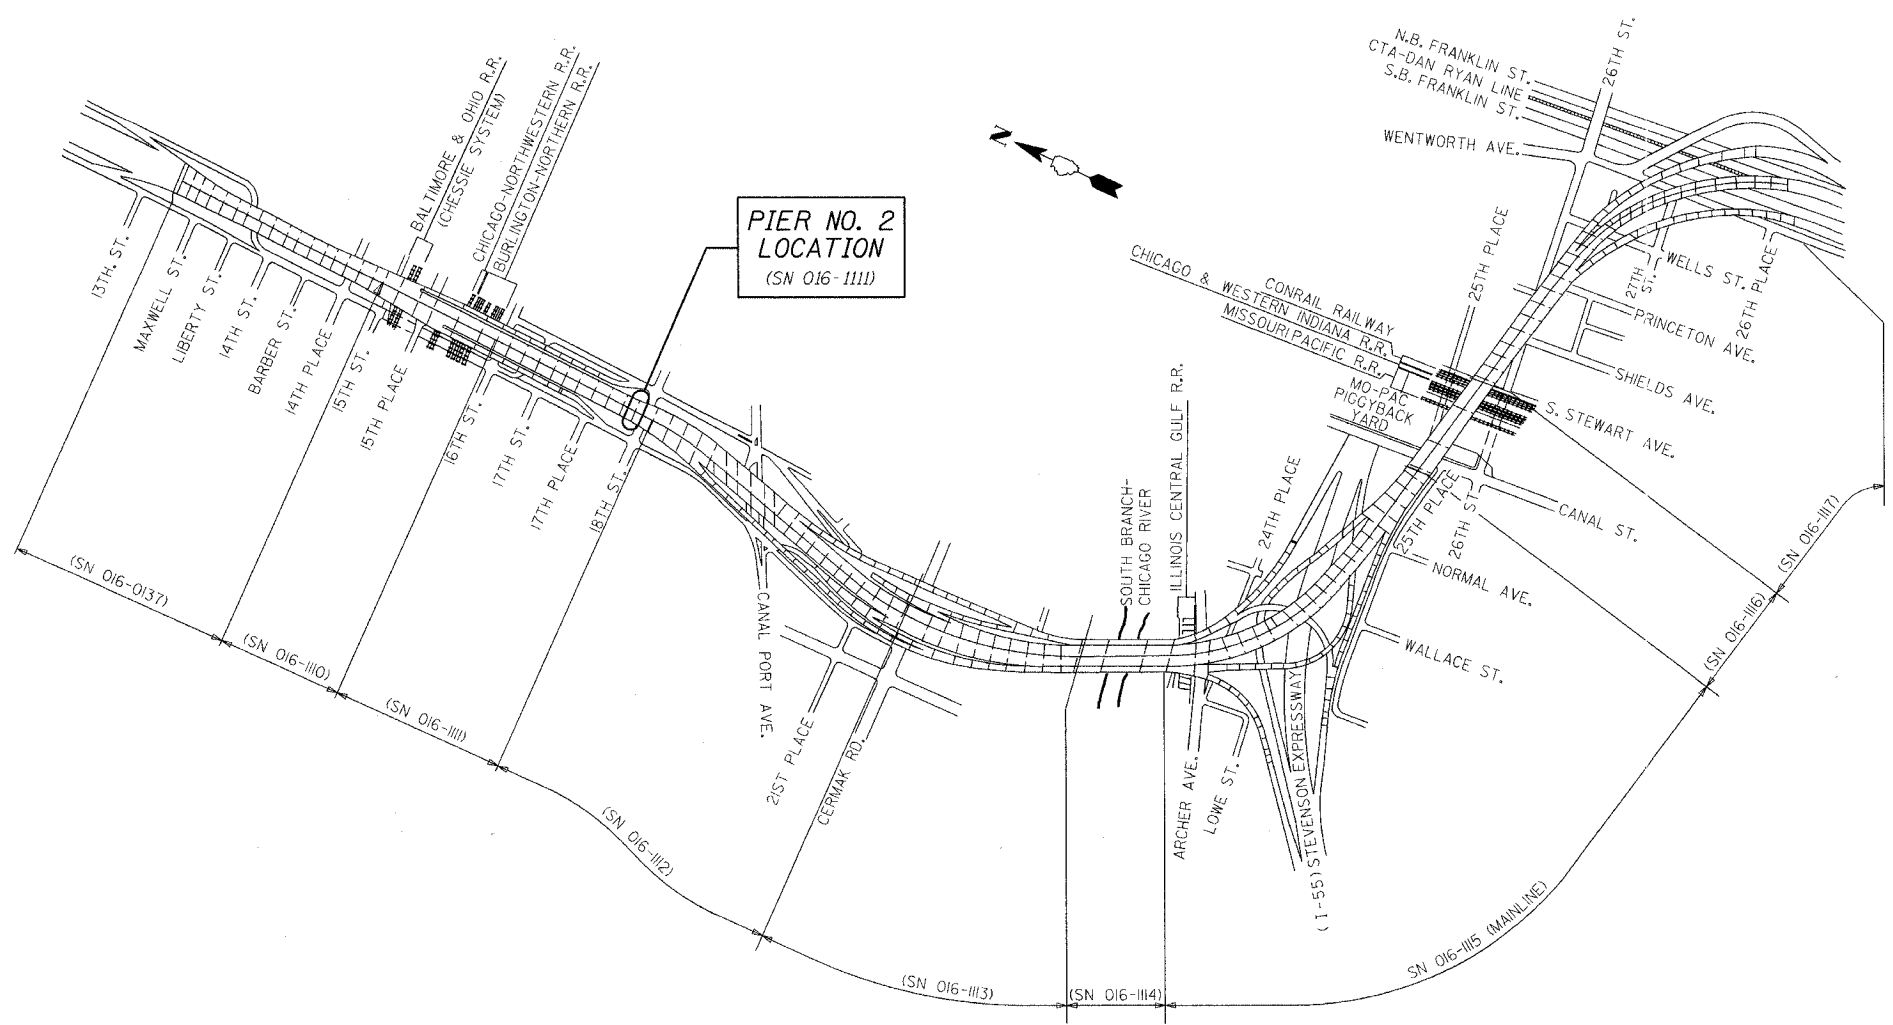 N.B. FRANKLIN ST.
CTA-DAN RYAN LINE
S.B. FRANKLIN ST.
26TH ST.
WENTWORTH AVE.
BALTIMORE & OHIO R.R.
(CHESSIE SYSTEM)
CHICAGO-NORTHWESTERN R.R.
BURLINGTON-NORTHERN R.R.
N
PIER NO. 2
LOCATION
(SN 016-1111)
13TH. ST.
MAXWELL ST.
LIBERTY ST.
14TH ST.
BARBER ST.
14TH PLACE
15TH ST.
15TH PLACE
16TH ST.
17TH ST.
17TH PLACE
18TH ST.
CHICAGO &
WESTERN INDIANA R.R.
CONRAIL RAILWAY
MISSOURI PACIFIC R.R.
MO-PAC
PIGGYBACK
YARD
25TH PLACE
WELLS ST.
27TH
ST.
26TH PLACE
PRINCETON AVE.
SHIELDS AVE.
S. STEWART AVE.
CANAL ST.
25TH PLACE
26TH ST.
NORMAL AVE.
WALLACE ST.
24TH PLACE
ILLINOIS CENTRAL GULF R.R.
SOUTH BRANCH-
CHICAGO RIVER
CANAL PORT AVE.
21ST PLACE
CERMAK RD.
ARCHER AVE.
LOWE ST.
(I-55) STEVENSON EXPRESSWAY
(SN 016-0137)
(SN 016-1110)
(SN 016-1111)
(SN 016-1112)
(SN 016-1113)
(SN 016-1114)
SN 016-1115 (MAINLINE)
(SN 016-1116)
(SN 016-1117)